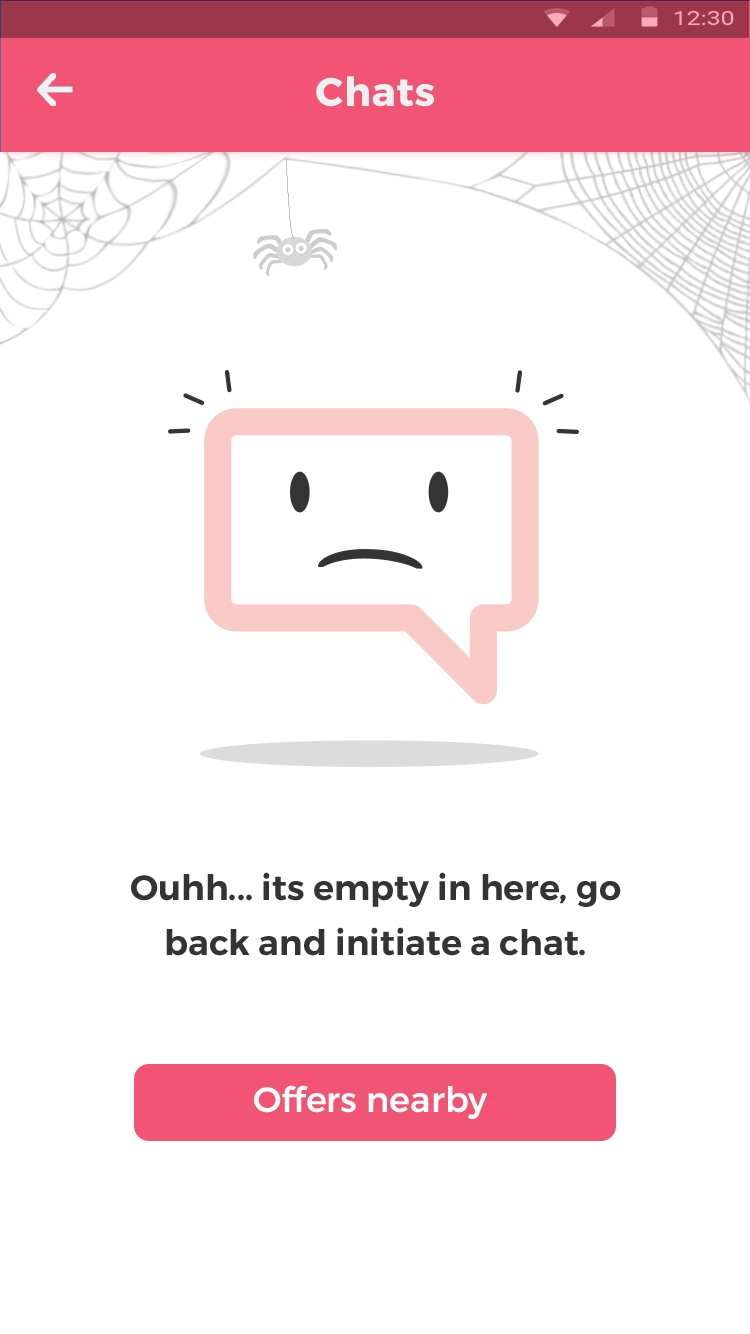 12:30
Chats
Ouhh... its empty in here, go
back and initiate a chat.
Offers nearby